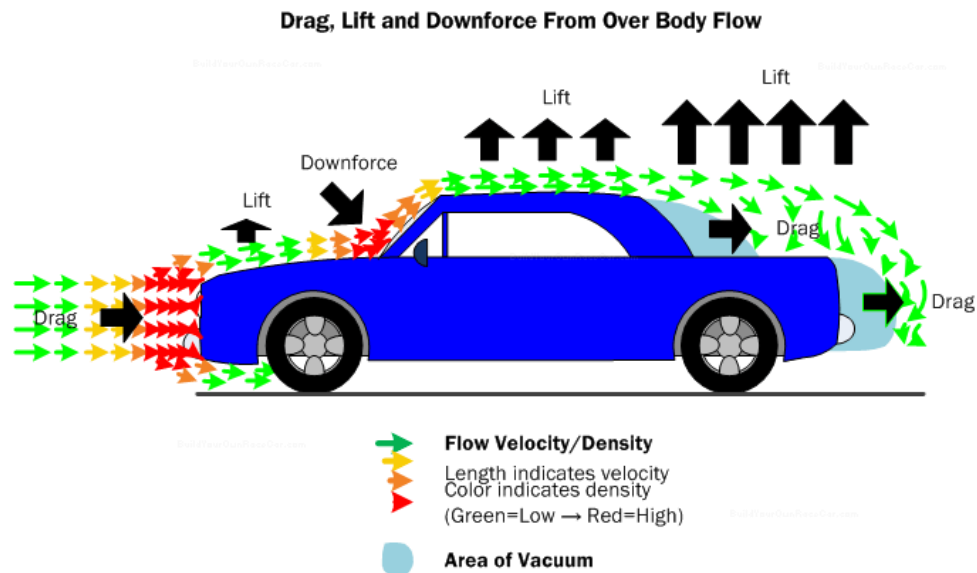 Drag, Lift and Downforce From Over Body Flow
Lift
Lift
Downforce
Lift
Drag
Drag
Drag
Flow Velocity/Density
Length indicates velocity
Color indicates density
(Green=Low → Red=High)
Area of Vacuum